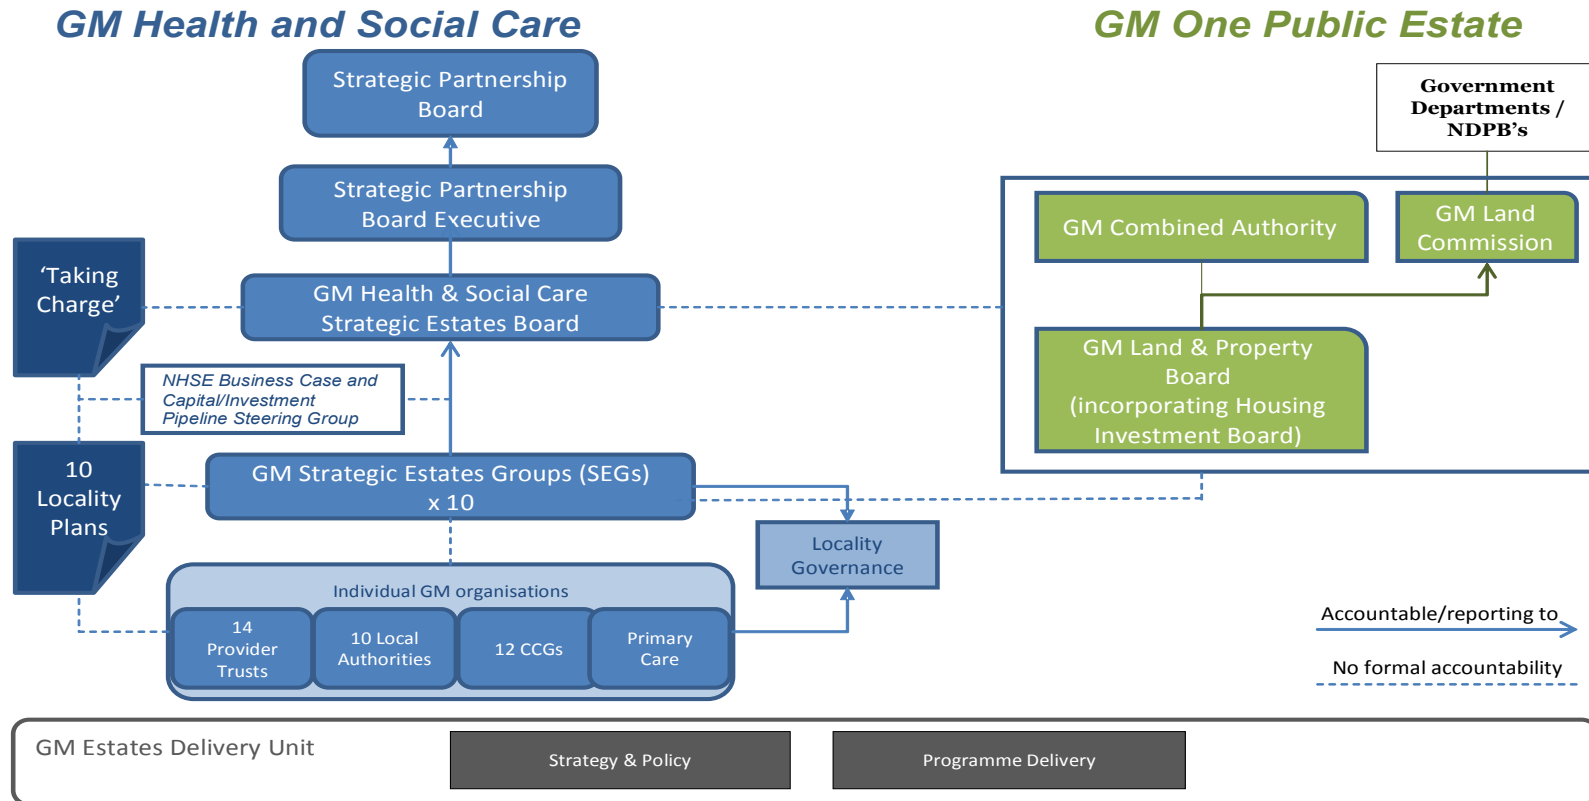 GM Health and Social Care
GM One Public Estate
Strategic Partnership
Board
Government
Departments /
NDPB’s
Strategic Partnership
Board Executive
GM Combined Authority
GM Land
Commission
‘Taking
Charge’
GM Health & Social Care
Strategic Estates Board
GM Land & Property
Board
(incorporating Housing
Investment Board)
NHSE Business Case and
Capital/Investment
Pipeline Steering Group
10
Locality
Plans
GM Strategic Estates Groups (SEGs)
x 10
Locality
Governance
Individual GM organisations
14
Provider
Trusts
10 Local
Authorities
12 CCGs
Primary
Care
Accountable/reporting to
No formal accountability
GM Estates Delivery Unit
Strategy & Policy
Programme Delivery